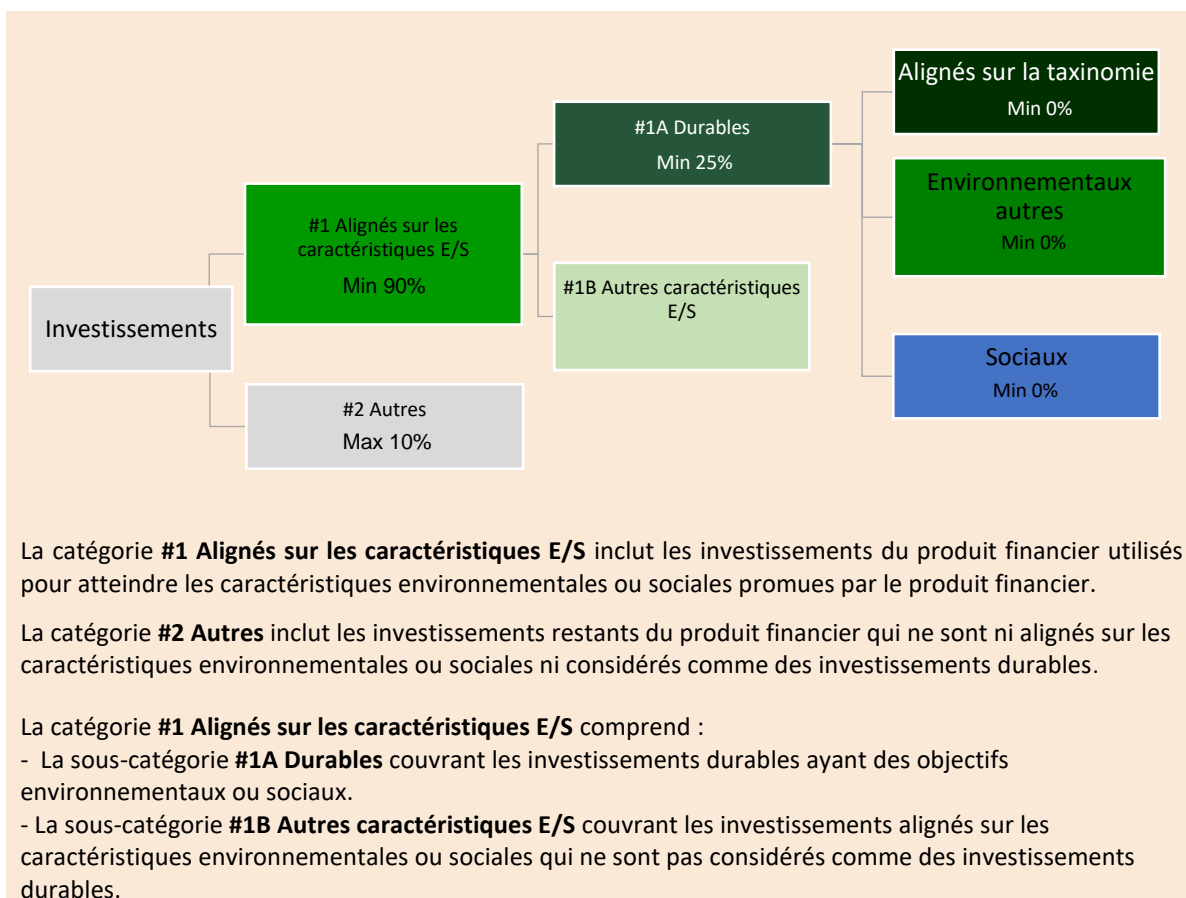 Investissements
#1 Alignés sur les
caractéristiques E/S
Min 90%
#2 Autres
Max 10%
#1A Durables
Min 25%
#1B Autres caractéristiques
E/S
Alignés sur la taxinomie
Min 0%
Environnementaux
autres
Min 0%
Sociaux
Min 0%
La catégorie #1 Alignés sur les caractéristiques E/S inclut les investissements du produit financier utilisés
pour atteindre les caractéristiques environnementales ou sociales promues par le produit financier.
La catégorie #2 Autres inclut les investissements restants du produit financier qui ne sont ni alignés sur les
caractéristiques environnementales ou sociales ni considérés comme des investissements durables.
La catégorie #1 Alignés sur les caractéristiques E/S comprend :
- La sous-catégorie #1A Durables couvrant les investissements durables ayant des objectifs
environnementaux ou sociaux.
- La sous-catégorie #1B Autres caractéristiques E/S couvrant les investissements alignés sur les
caractéristiques environnementales ou sociales qui ne sont pas considérés comme des investissements
durables.